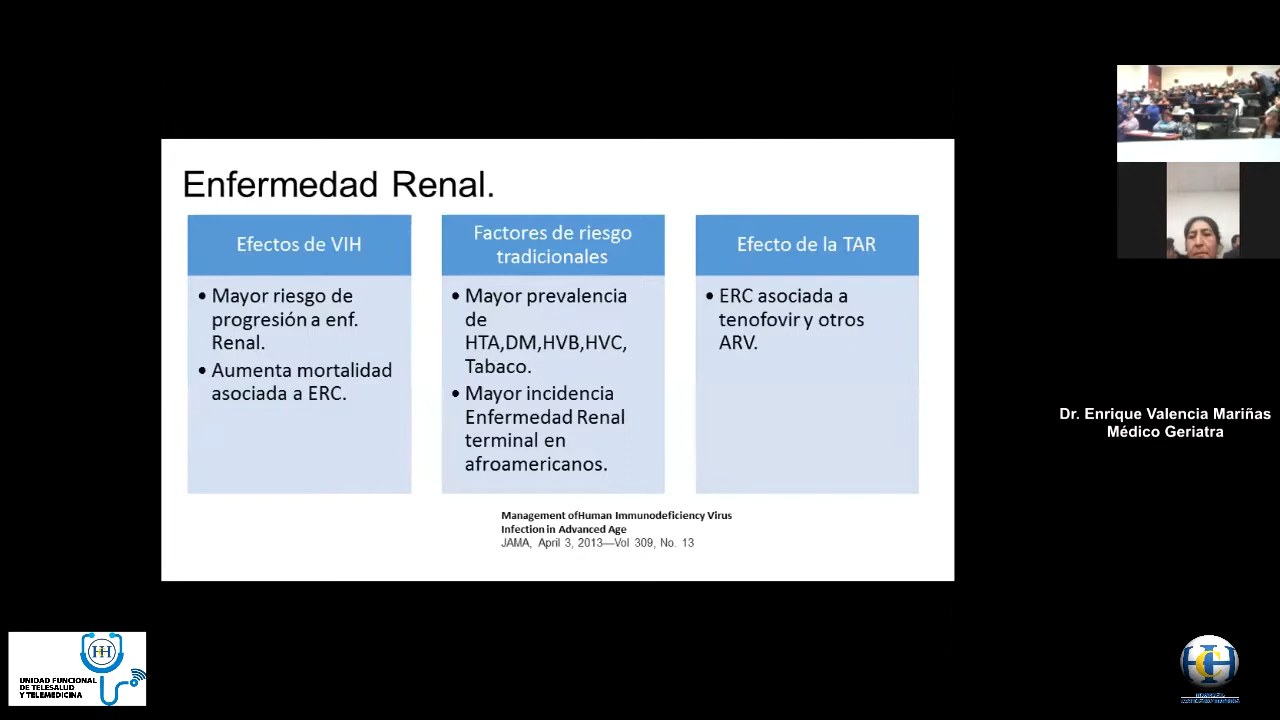 Enfermedad Renal.
Efectos de VIH
• Mayor riesgo de
progresión a enf.
Renal.
• Aumenta mortalidad
asociada a ERC.
Factores de riesgo
tradicionales
• Mayor prevalencia
de
HTA,DM,HVB,HVC,
Tabaco.
• Mayor incidencia
Enfermedad Renal
terminal en
afroamericanos.
Efecto de la TAR
• ERC asociada a
tenofovir y otros
ARV.
Management ofHuman Immunodeficiency Virus
Infection in Advanced Age
JAMA, April 3, 2013—Vol 309, No. 13
Dr. Enrique Valencia Mariñas
Médico Geriatra
UNIDAD FUNCIONAL
DE TELESALUD
Y TELEMEDICINA